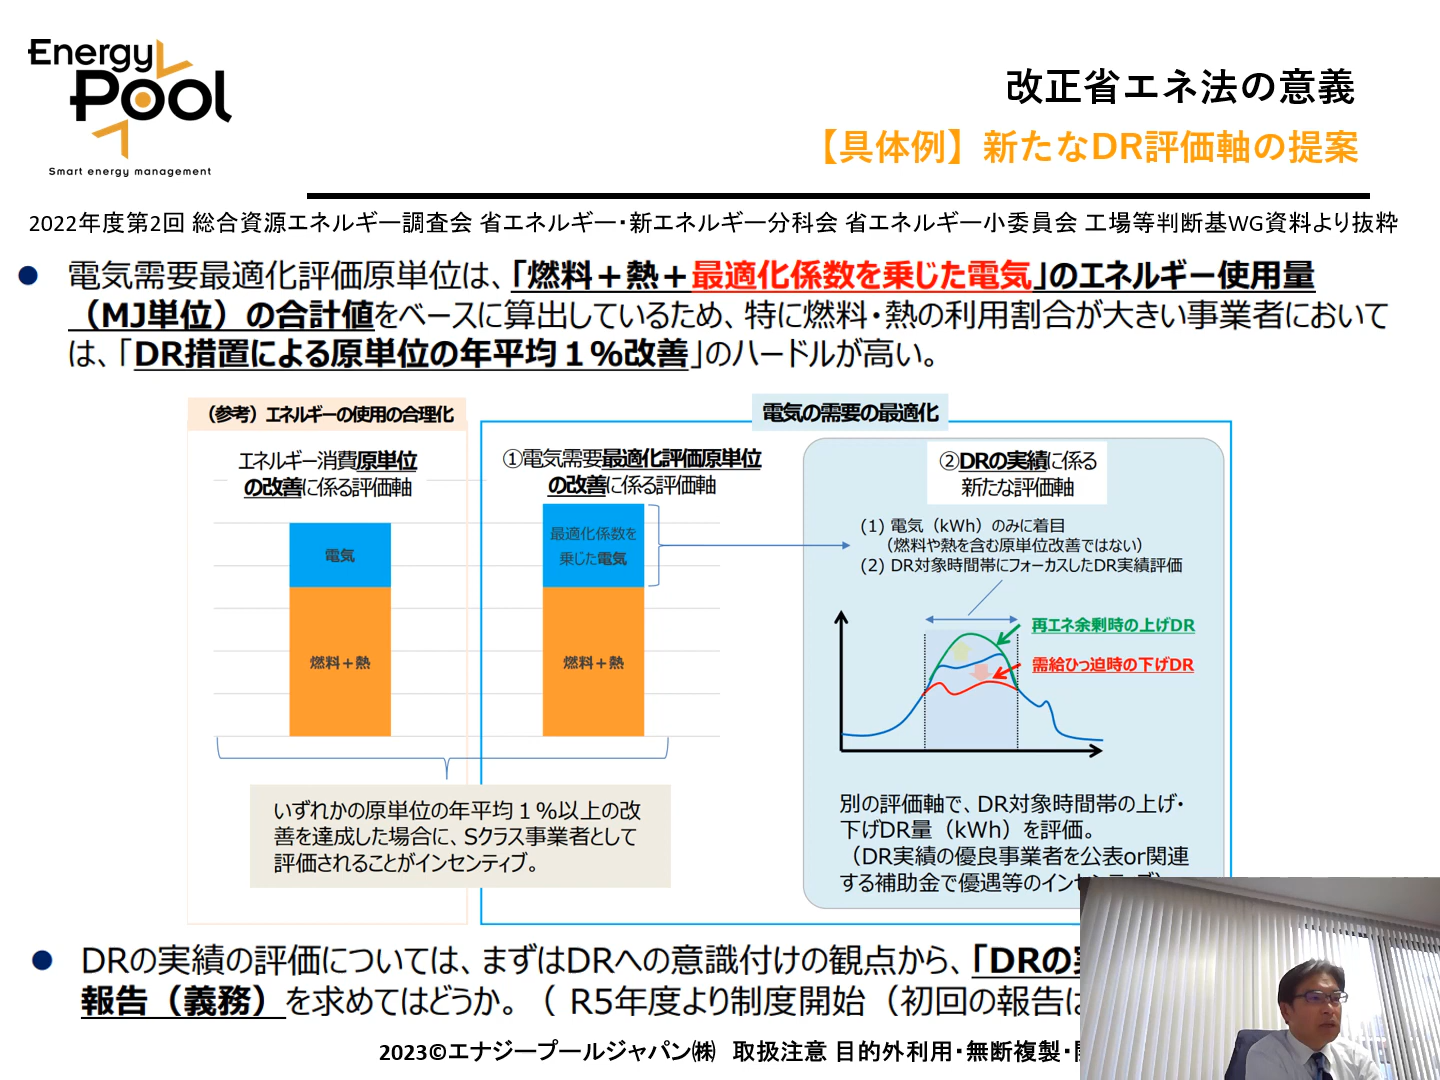 Energy Pool
Smart energy management
改正省エネ法の意義
【具体例】新たなDR評価軸の提案
2022年度第2回 総合資源エネルギー調査会 省エネルギー・新エネルギー分科会 省エネルギー小委員会 工場等判断基WG資料より抜粋
● 電気需要最適化評価原単位は、「燃料＋熱＋最適化係数を乗じた電気」のエネルギー使用量
（MJ単位）の合計値をベースに算出しているため、特に燃料・熱の利用割合が大きい事業者において
は、「DR措置による原単位の年平均１％改善」のハードルが高い。
（参考）エネルギーの使用の合理化
エネルギー消費原単位
の改善に係る評価軸
電気
燃料＋熱
電気の需要の最適化
①電気需要最適化評価原単位
の改善に係る評価軸
最適化係数を
乗じた電気
燃料＋熱
いずれかの原単位の年平均１％以上の改
善を達成した場合に、Sクラス事業者として
評価されることがインセンティブ。
②DRの実績に係る
新たな評価軸
(1) 電気（kWh）のみに着目
（燃料や熱を含む原単位改善ではない）
(2) DR対象時間帯にフォーカスしたDR実績評価
再エネ余剰時の上げDR
需給ひっ迫時の下げDR
別の評価軸で、DR対象時間帯の上げ・
下げDR量（kWh）を評価。
（DR実績の優良事業者を公表or関連
する補助金で優遇等のイン
● DRの実績の評価については、まずはDRへの意識付けの観点から、「DRの
報告（義務）を求めてはどうか。（ R5年度より制度開始（初回の報告は
2023©エナジープールジャパン㈱ 取扱注意 目的外利用・無断複製・